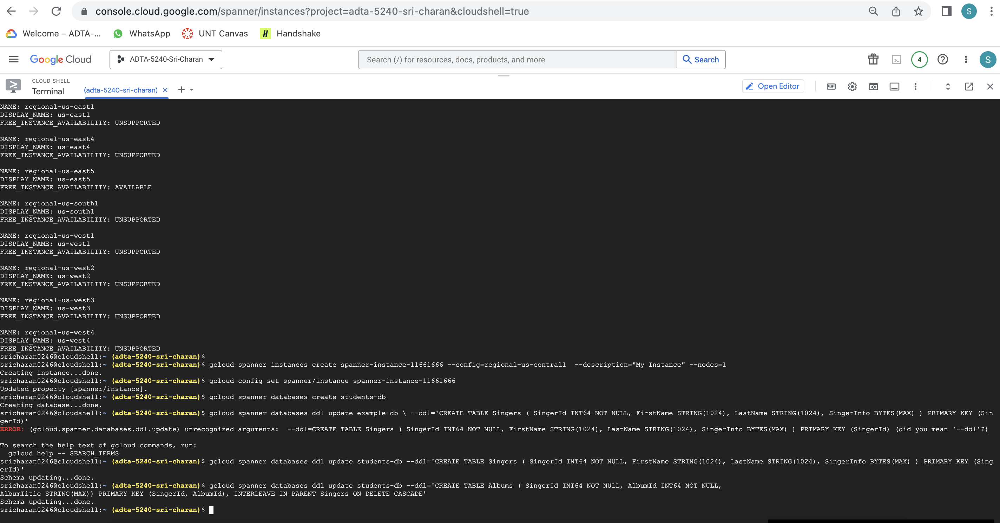 console.cloud.google.com/spanner/instances?project=adta-5240-sri-charan&cloudshell=true
S
Welcome – ADTA-...
WhatsApp
UNT Canvas
H
Handshake
Google Cloud
ADTA-5240-Sri-Charan
Search (/) for resources, docs, products, and more
Search
4
S
CLOUD SHELL
Terminal
(adta-5240-sri-charan)
Open Editor
NAME: regional-us-east1
DISPLAY_NAME: us-east1
FREE_INSTANCE_AVAILABILITY: UNSUPPORTED
NAME: regional-us-east4
DISPLAY_NAME: us-east4
FREE_INSTANCE_AVAILABILITY: UNSUPPORTED
NAME: regional-us-east5
DISPLAY_NAME: us-east5
FREE_INSTANCE_AVAILABILITY: AVAILABLE
NAME: regional-us-south1
DISPLAY_NAME: us-south1
FREE_INSTANCE_AVAILABILITY: UNSUPPORTED
NAME: regional-us-west1
DISPLAY_NAME: us-west1
FREE_INSTANCE_AVAILABILITY: UNSUPPORTED
NAME: regional-us-west2
DISPLAY_NAME: us-west2
FREE_INSTANCE_AVAILABILITY: UNSUPPORTED
NAME: regional-us-west3
DISPLAY_NAME: us-west3
FREE_INSTANCE_AVAILABILITY: UNSUPPORTED
NAME: regional-us-west4
DISPLAY_NAME: us-west4
FREE_INSTANCE_AVAILABILITY: UNSUPPORTED
sricharan0246@cloudshell:~ (adta-5240-sri-charan)$
sricharan0246@cloudshell:~ (adta-5240-sri-charan)$ gcloud spanner instances create spanner-instance-11661666 --config=regional-us-central1  --description="My Instance" --nodes=1
Creating instance...done.
sricharan0246@cloudshell:~ (adta-5240-sri-charan)$ gcloud config set spanner/instance spanner-instance-11661666
Updated property [spanner/instance].
sricharan0246@cloudshell:~ (adta-5240-sri-charan)$ gcloud spanner databases create students-db
Creating database...done.
sricharan0246@cloudshell:~ (adta-5240-sri-charan)$ gcloud spanner databases ddl update example-db \ --ddl='CREATE TABLE Singers ( SingerId INT64 NOT NULL, FirstName STRING(1024), LastName STRING(1024), SingerInfo BYTES(MAX) ) PRIMARY KEY (Sin
gerId)'
ERROR: (gcloud.spanner.databases.ddl.update) unrecognized arguments:  --ddl=CREATE TABLE Singers ( SingerId INT64 NOT NULL, FirstName STRING(1024), LastName STRING(1024), SingerInfo BYTES(MAX) ) PRIMARY KEY (SingerId) (did you mean '--ddl'?)
To search the help text of gcloud commands, run:
  gcloud help -- SEARCH_TERMS
sricharan0246@cloudshell:~ (adta-5240-sri-charan)$ gcloud spanner databases ddl update students-db --ddl='CREATE TABLE Singers ( SingerId INT64 NOT NULL, FirstName STRING(1024), LastName STRING(1024), SingerInfo BYTES(MAX) ) PRIMARY KEY (Sing
erId)'
Schema updating...done.
sricharan0246@cloudshell:~ (adta-5240-sri-charan)$ gcloud spanner databases ddl update students-db --ddl='CREATE TABLE Albums ( SingerId INT64 NOT NULL, AlbumId INT64 NOT NULL,
AlbumTitle STRING(MAX)) PRIMARY KEY (SingerId, AlbumId), INTERLEAVE IN PARENT Singers ON DELETE CASCADE'
Schema updating...done.
sricharan0246@cloudshell:~ (adta-5240-sri-charan)$